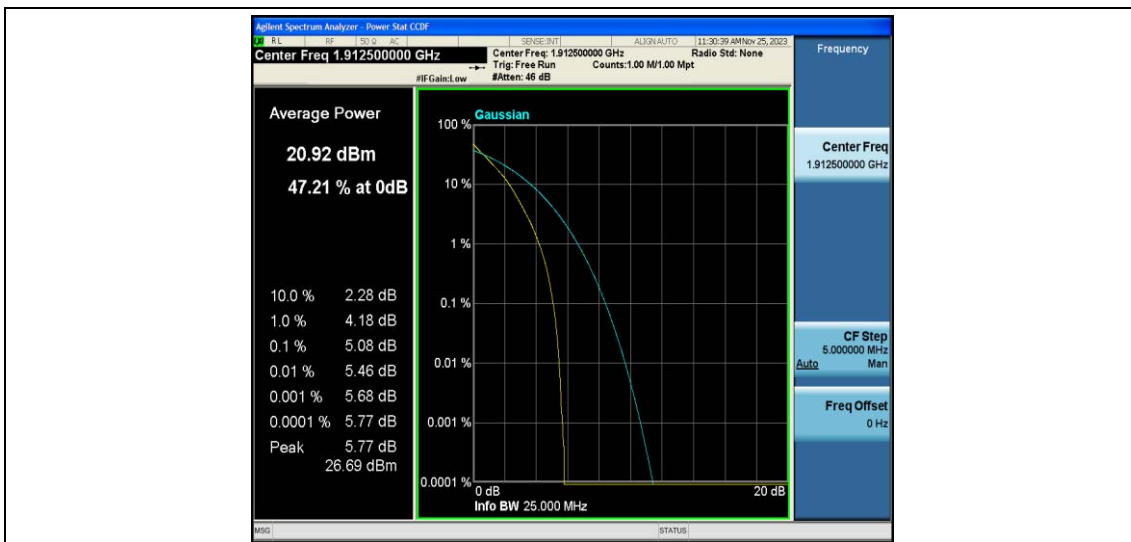 Agilent Spectrum Analyzer - Power Stat CCDF
RL RF 50 Ω AC SENSE:INT ALIGN AUTO 11:30:39 AM Nov 25, 2023
Center Freq 1.912500000 GHz
Center Freq: 1.912500000 GHz Radio Std: None
Trig: Free Run Counts:1.00 M/1.00 Mpt
#IFGain:Low #Atten: 46 dB
Frequency
Average Power
20.92 dBm
47.21 % at 0dB
10.0 % 2.28 dB
1.0 % 4.18 dB
0.1 % 5.08 dB
0.01 % 5.46 dB
0.001 % 5.68 dB
0.0001 % 5.77 dB
Peak 5.77 dB
26.69 dBm
Gaussian
100 %
10 %
1 %
0.1 %
0.01 %
0.001 %
0.0001 %
0 dB 20 dB
Info BW 25.000 MHz
Center Freq
1.912500000 GHz
CF Step
5.000000 MHz
Auto Man
Freq Offset
0 Hz
MSG STATUS